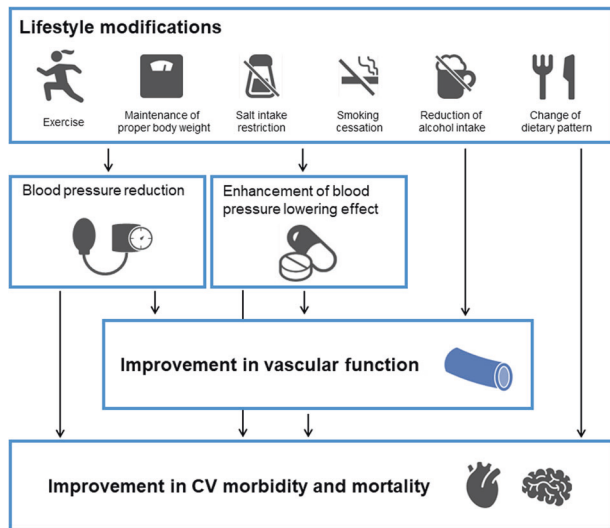 Lifestyle modifications
Exercise
Maintenance of
proper body weight
Salt intake
restriction
Smoking
cessation
Reduction of
alcohol intake
Change of
dietary pattern
Blood pressure reduction
Enhancement of blood
pressure lowering effect
Improvement in vascular function
Improvement in CV morbidity and mortality